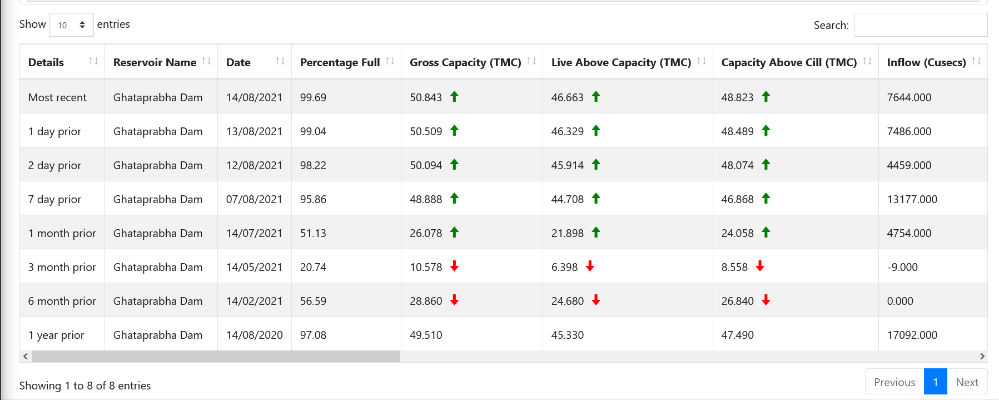 Show 10 entries Search:
Details Reservoir Name Date Percentage Full Gross Capacity (TMC) Live Above Capacity (TMC) Capacity Above Cill (TMC) Inflow (Cusecs)
Most recent Ghataprabha Dam 14/08/2021 99.69 50.843 46.663 48.823 7644.000
1 day prior Ghataprabha Dam 13/08/2021 99.04 50.509 46.329 48.489 7486.000
2 day prior Ghataprabha Dam 12/08/2021 98.22 50.094 45.914 48.074 4459.000
7 day prior Ghataprabha Dam 07/08/2021 95.86 48.888 44.708 46.868 13177.000
1 month prior Ghataprabha Dam 14/07/2021 51.13 26.078 21.898 24.058 4754.000
3 month prior Ghataprabha Dam 14/05/2021 20.74 10.578 6.398 8.558 -9.000
6 month prior Ghataprabha Dam 14/02/2021 56.59 28.860 24.680 26.840 0.000
1 year prior Ghataprabha Dam 14/08/2020 97.08 49.510 45.330 47.490 17092.000
Showing 1 to 8 of 8 entries Previous 1 Next